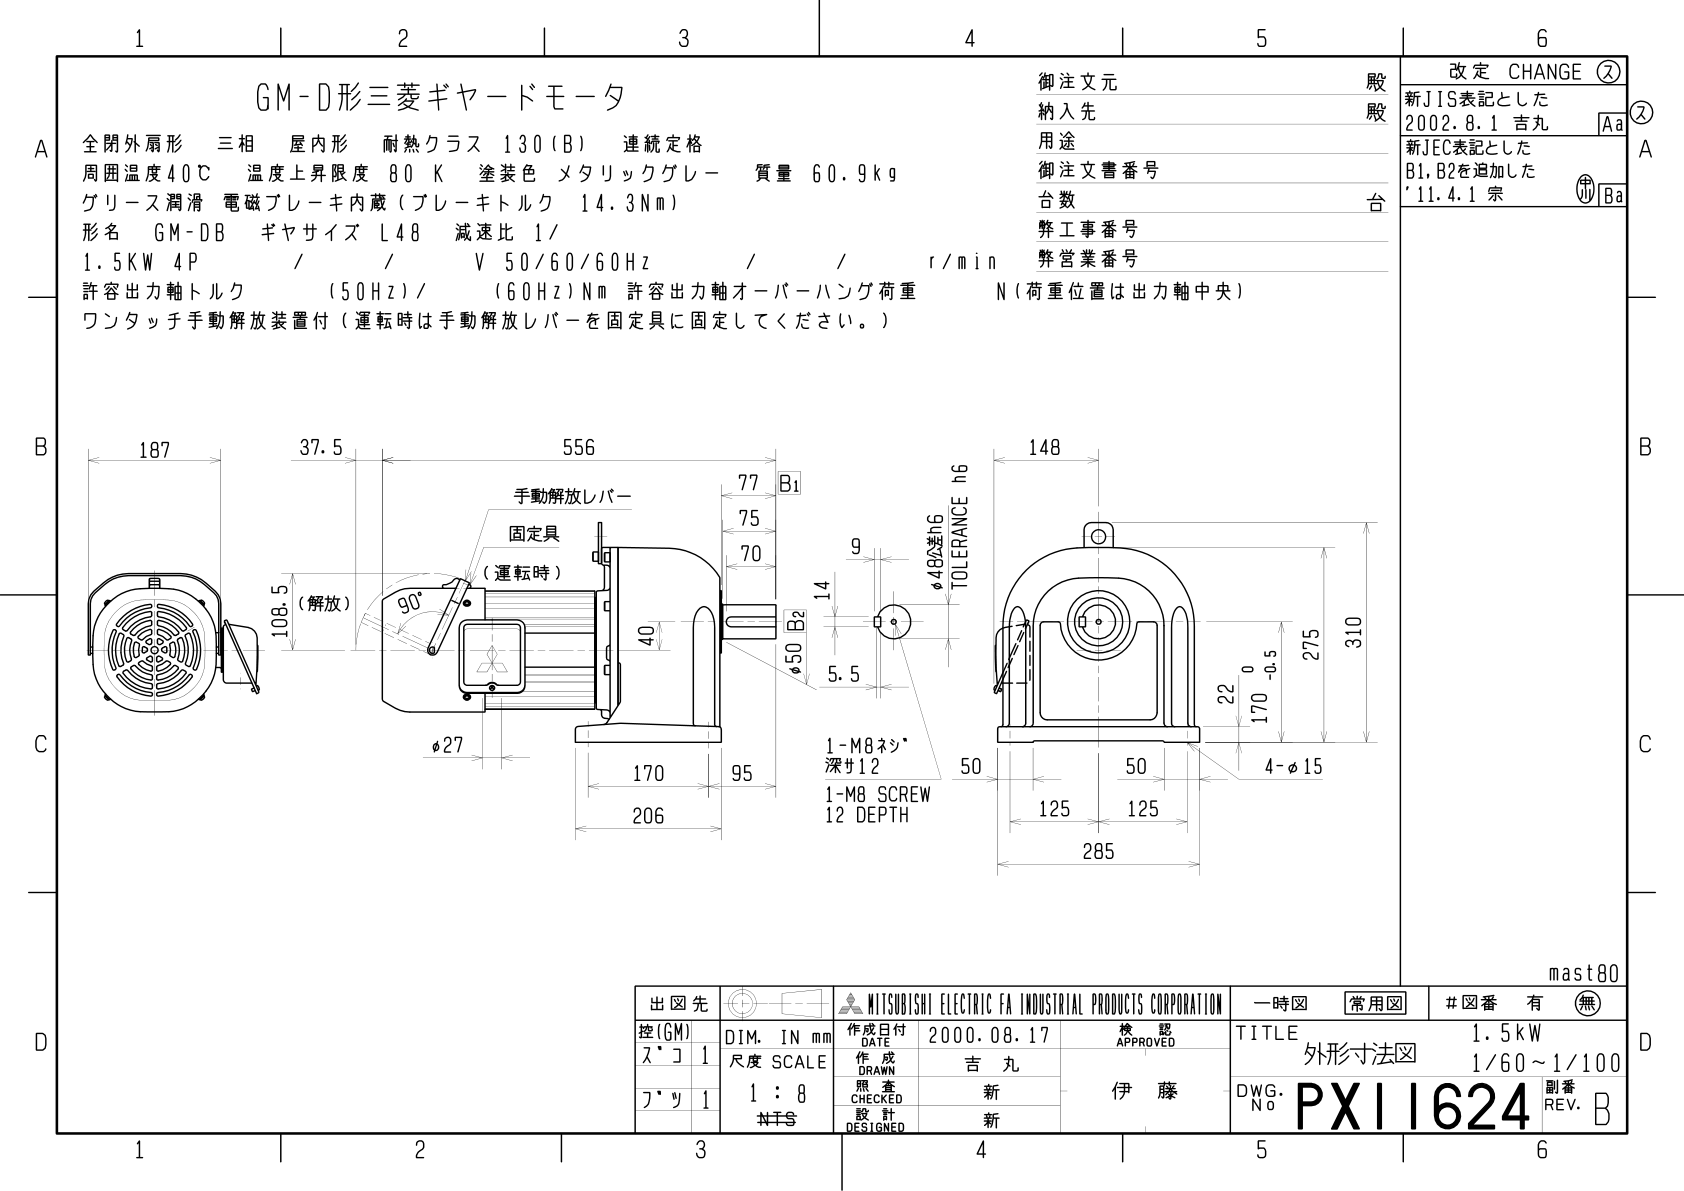 1 2 3 4 5 6
A
B
C
D
GM-D形三菱ギヤードモータ
全閉外扇形 三相 屋内形 耐熱クラス 130(B) 連続定格
周囲温度40℃ 温度上昇限度 80 K 塗装色 メタリックグレー 質量 60.9kg
グリース潤滑 電磁ブレーキ内蔵(ブレーキトルク 14.3Nm)
形名 GM-DB ギヤサイズ L48 減速比 1/
1.5KW 4P / / V 50/60/60Hz / / r/min
許容出力軸トルク (50Hz)/ (60Hz)Nm 許容出力軸オーバーハング荷重 N(荷重位置は出力軸中央)
ワンタッチ手動解放装置付(運転時は手動解放レバーを固定具に固定してください。)
御注文元 殿
納入先 殿
用途
御注文書番号
台数 台
弊工事番号
弊営業番号
改定 CHANGE ス
新JIS表記とした
2002.8.1 吉丸 Aa
ス
新JEC表記とした
B1,B2を追加した
'11.4.1 宗 Ba
A
B
C
D
187
37.5
556
77 B1
75
70
手動解放レバー
固定具
(運転時)
(解放)
90°
108.5
40
φ50 B2
φ27
170
95
206
9
14
5.5
φ48公差h6
TOLERANCE h6
1-M8ネジ
深サ12
1-M8 SCREW
12 DEPTH
148
310
275
170 0 -0.5
22
50
50
4-φ15
125
125
285
mast80
出図先
控(GM)
スﾞコ 1
フﾞツ 1
DIM. IN mm
尺度 SCALE
1 : 8
NTS
MITSUBISHI ELECTRIC FA INDUSTRIAL PRODUCTS CORPORATION
作成日付 DATE 2000.08.17
作成 DRAWN 吉丸
照査 CHECKED 新
設計 DESIGNED 新
検認 APPROVED
伊藤
一時図 常用図 #図番 有 無
TITLE 1.5kW
外形寸法図 1/60~1/100
DWG. No PX11624
副番 REV. B
1 2 3 4 5 6